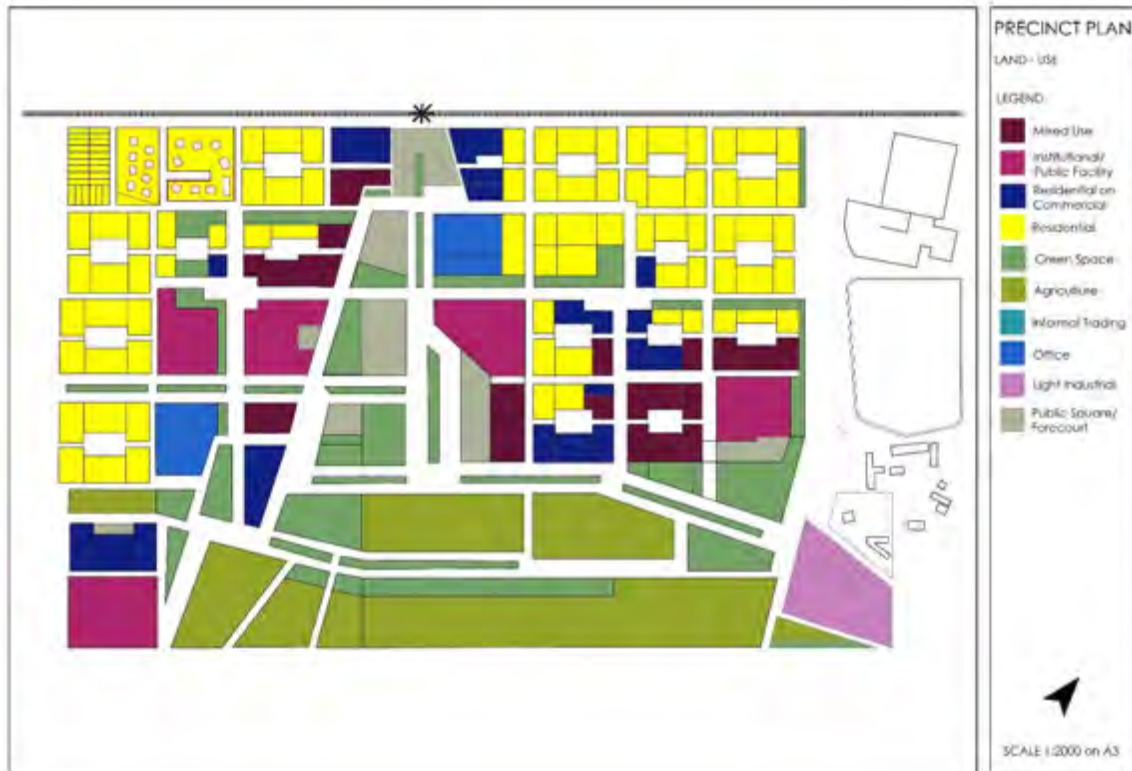 PRECINCT PLAN
LAND - USE
LEGEND:
Mixed Use
Institutional/
Public Facility
Residential on
Commercial
Residential
Green Space
Agriculture
Informal Trading
Office
Light Industrial
Public Square/
Forecourt
SCALE 1:2000 on A3